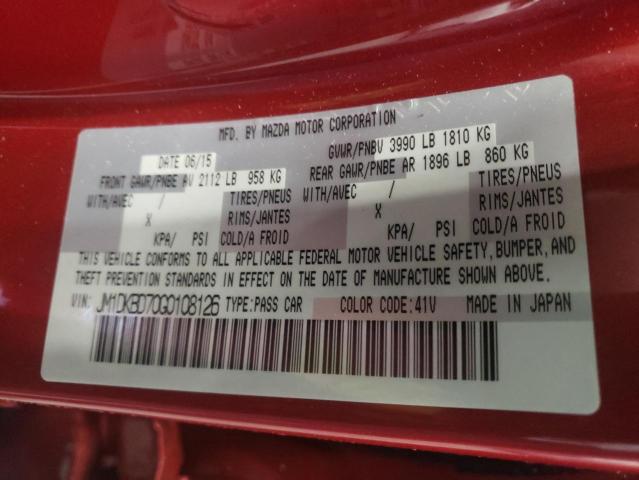 MFD. BY MAZDA MOTOR CORPORATION
DATE 06/15 GVWR/PNBV 3990 LB 1810 KG
FRONT GAWR/PNBE AV 2112 LB 958 KG REAR GAWR/PNBE AR 1896 LB 860 KG
WITH/AVEC / TIRES/PNEUS WITH/AVEC / TIRES/PNEUS
X RIMS/JANTES X RIMS/JANTES
KPA/ PSI COLD/A FROID KPA/ PSI COLD/A FROID
THIS VEHICLE CONFORMS TO ALL APPLICABLE FEDERAL MOTOR VEHICLE SAFETY, BUMPER, AND
THEFT PREVENTION STANDARDS IN EFFECT ON THE DATE OF MANUFACTURE SHOWN ABOVE.
VIN: JM1DKBD70G0108126 TYPE:PASS CAR COLOR CODE:41V MADE IN JAPAN